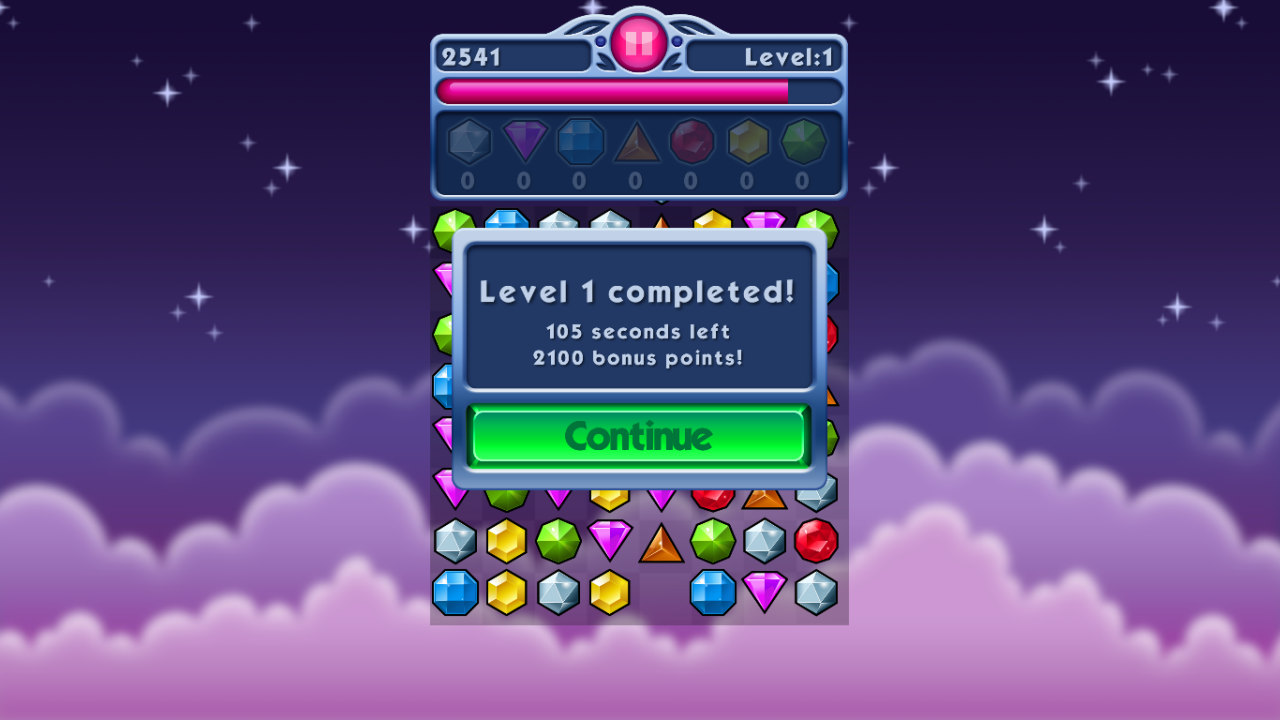 2541
Level:1
0 0 0 0 0 0 0
Level 1 completed!
105 seconds left
2100 bonus points!
Continue